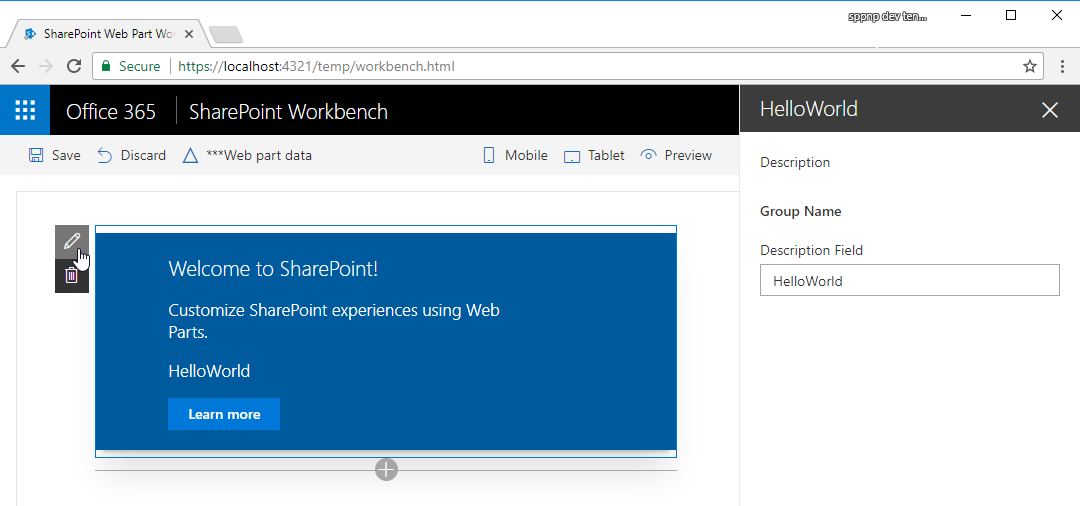 sppnp dev ten...
SharePoint Web Part Wo
Secure https://localhost:4321/temp/workbench.html
Office 365 SharePoint Workbench
HelloWorld
Save Discard ***Web part data Mobile Tablet Preview
Description
Group Name
Description Field
HelloWorld
Welcome to SharePoint!
Customize SharePoint experiences using Web
Parts.
HelloWorld
Learn more